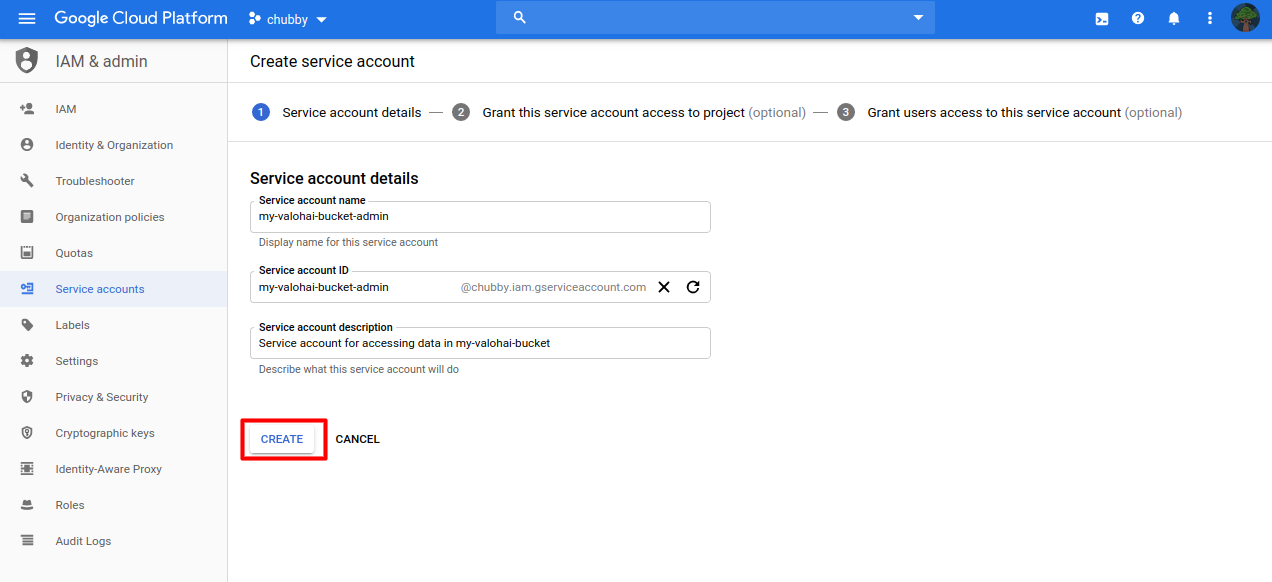 Google Cloud Platform chubby
IAM & admin
IAM
Identity & Organization
Troubleshooter
Organization policies
Quotas
Service accounts
Labels
Settings
Privacy & Security
Cryptographic keys
Identity-Aware Proxy
Roles
Audit Logs
Create service account
1 Service account details — 2 Grant this service account access to project (optional) — 3 Grant users access to this service account (optional)
Service account details
Service account name
my-valohai-bucket-admin
Display name for this service account
Service account ID
my-valohai-bucket-admin @chubby.iam.gserviceaccount.com
Service account description
Service account for accessing data in my-valohai-bucket
Describe what this service account will do
CREATE CANCEL